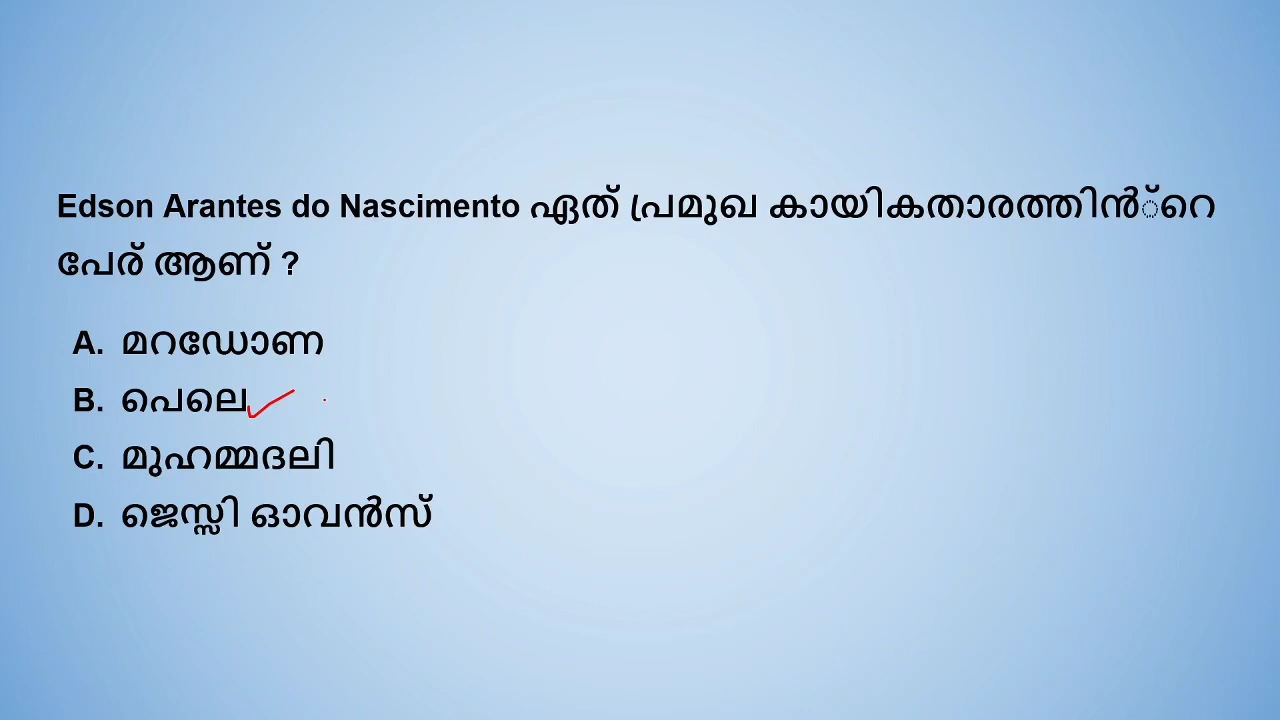 Edson Arantes do Nascimento ഏത് പ്രമുഖ കായികതാരത്തിൻ്റെ
പേര് ആണ് ?
A. മറഡോണ
B. പെലെ
C. മുഹമ്മദലി
D. ജെസ്സി ഓവൻസ്